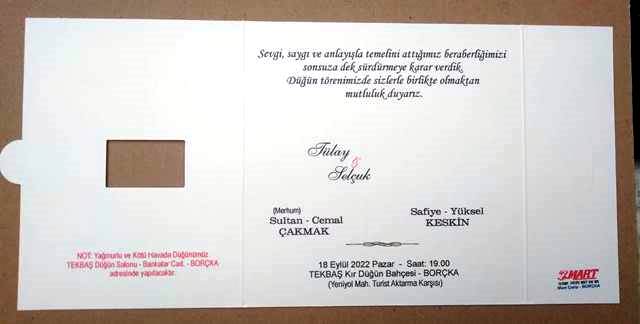 Sevgi, saygı ve anlayışla temelini attığımız beraberliğimizi
sonsuza dek sürdürmeye karar verdik.
Düğün törenimizde sizlerle birlikte olmaktan
mutluluk duyarız.
Tülay
&
Selçuk
(Merhum)
Sultan - Cemal
ÇAKMAK
Safiye - Yüksel
KESKİN
18 Eylül 2022 Pazar - Saat: 19.00
TEKBAŞ Kır Düğün Bahçesi - BORÇKA
(Yeniyol Mah. Turist Aktarma Karşısı)
NOT: Yağmurlu ve Kötü Havada Düğünümüz
TEKBAŞ Düğün Salonu - Bankalar Cad. - BORÇKA
adresinde yapılacaktır.
MART
BORÇKA